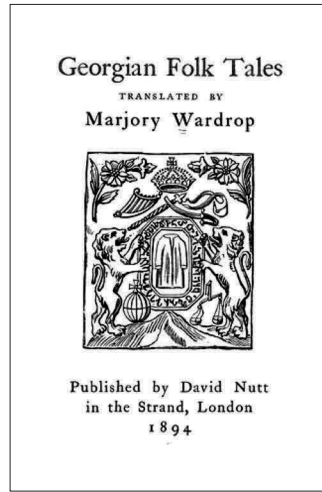 Georgian Folk Tales
TRANSLATED BY
Marjory Wardrop
Published by David Nutt
in the Strand, London
1894